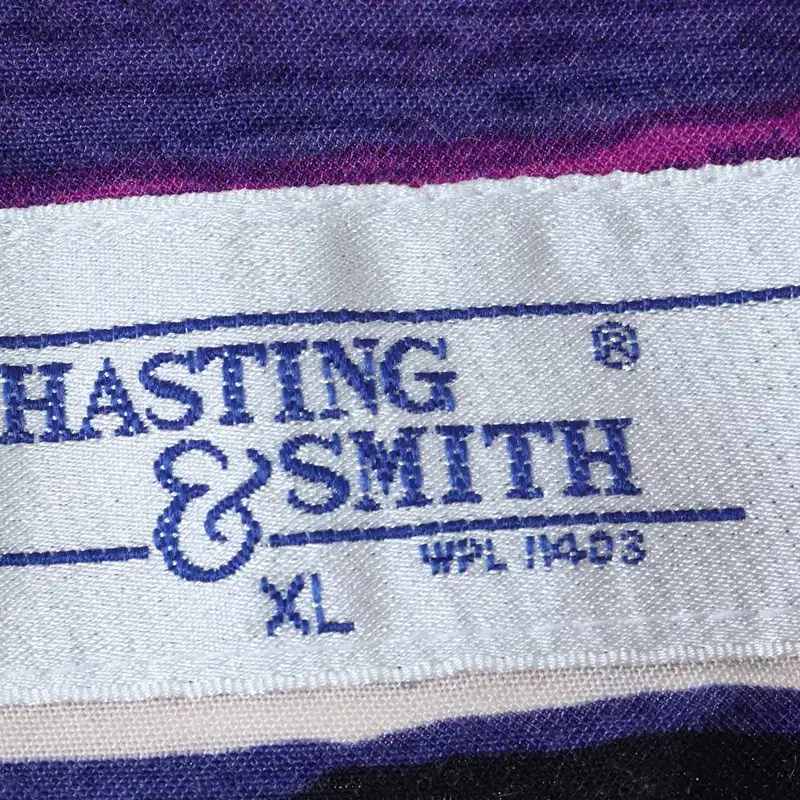 HASTING ®
& SMITH
WPL 11403
XL